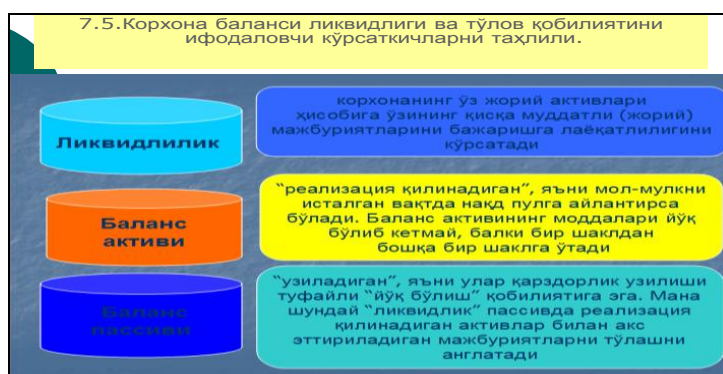 7.5.Корхона баланси ликвидлиги ва тўлов қобилиятини
ифодаловчи кўрсаткичларни таҳлили.
Ликвидлилик
корхонанинг ўз жорий активлари
ҳисобига ўзининг қисқа муддатли (жорий)
мажбуриятларини бажаришга лаёқатлилигини
кўрсатади
Баланс
активи
“реализация қилинадиган”, яъни мол-мулкни
исталган вақтда нақд пулга айлантирса
бўлади. Баланс активининг моддалари йўқ
бўлиб кетмай, балки бир шаклдан
бошқа бир шаклга ўтади
Баланс
пассиви
“узиладиган”, яъни улар қарздорлик узилиши
туфайли “йўқ бўлиш” қобилиятига эга. Мана
шундай “ликвидлик” пассивда реализация
қилинадиган активлар билан акс
эттириладиган мажбуриятларни тўлашни
англатади